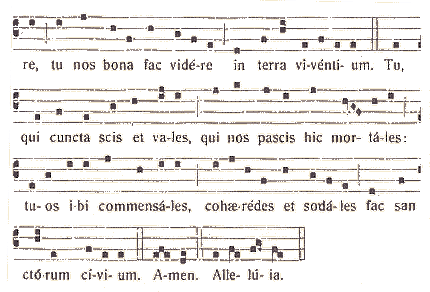 re, tu nos bona fac vidé-re in terra vi-vénti-um. Tu,
qui cuncta scis et va-les, qui nos pascis hic mor-tá-les:
tu-os i-bi commensá-les, cohæ-rédes et sodá-les fac san
ctó-rum cí-vi-um. A-men. Alle-lú-ia.